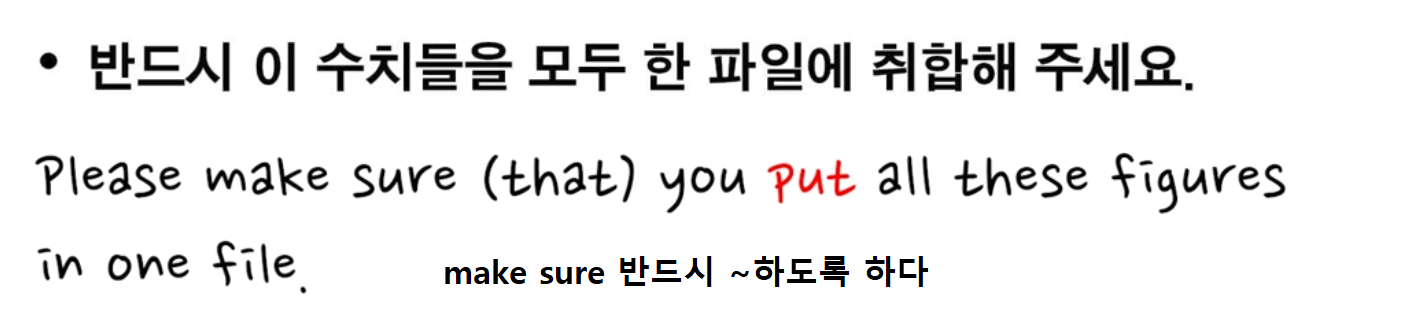 • 반드시 이 수치들을 모두 한 파일에 취합해 주세요.
Please make sure (that) you put all these figures
in one file.
make sure 반드시 ~하도록 하다